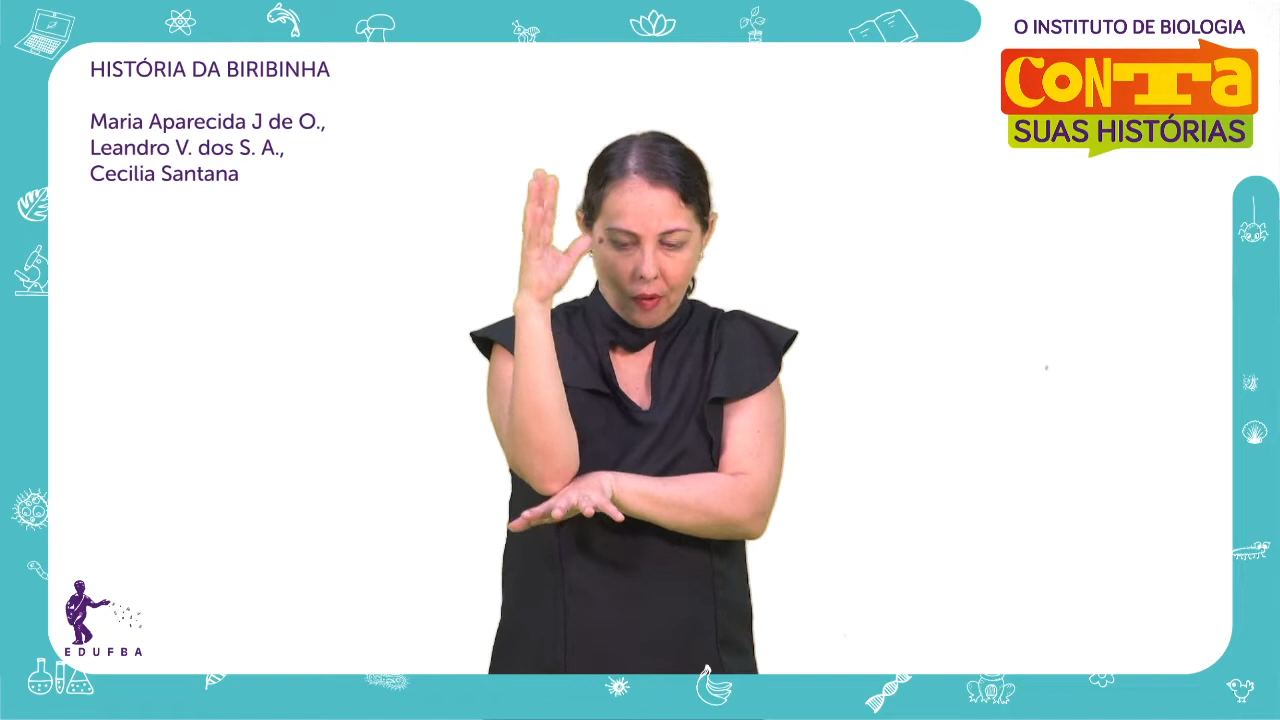 HISTÓRIA DA BIRIBINHA
Maria Aparecida J de O.,
Leandro V. dos S. A.,
Cecilia Santana
O INSTITUTO DE BIOLOGIA
CONTA
SUAS HISTÓRIAS
EDUFBA